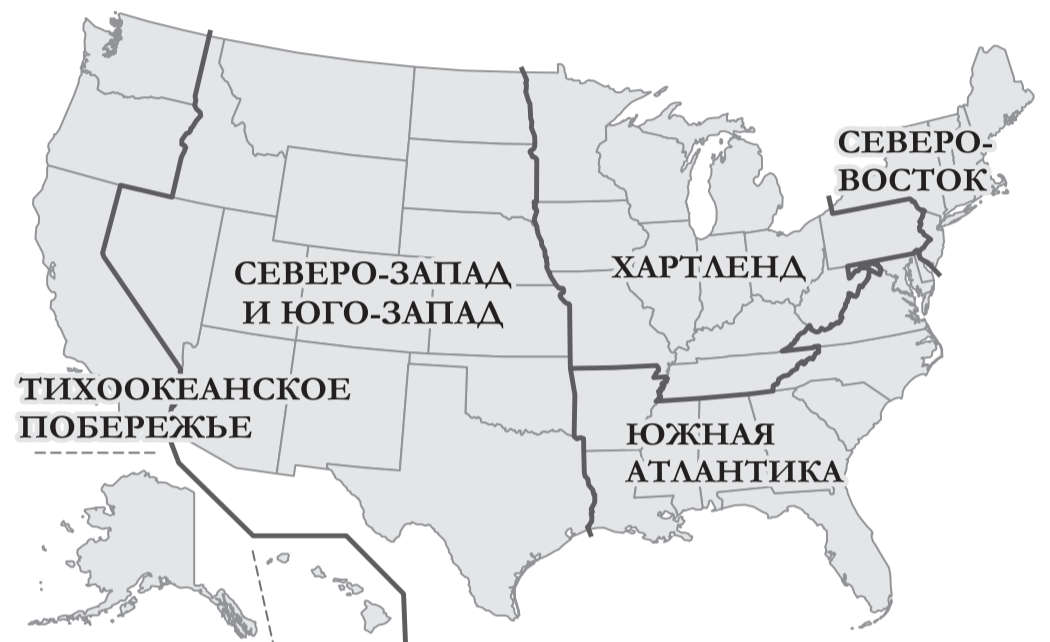 СЕВЕРО-
ВОСТОК
ХАРТЛЕНД
СЕВЕРО-ЗАПАД
И ЮГО-ЗАПАД
ТИХООКЕАНСКОЕ
ПОБЕРЕЖЬЕ
ЮЖНАЯ
АТЛАНТИКА